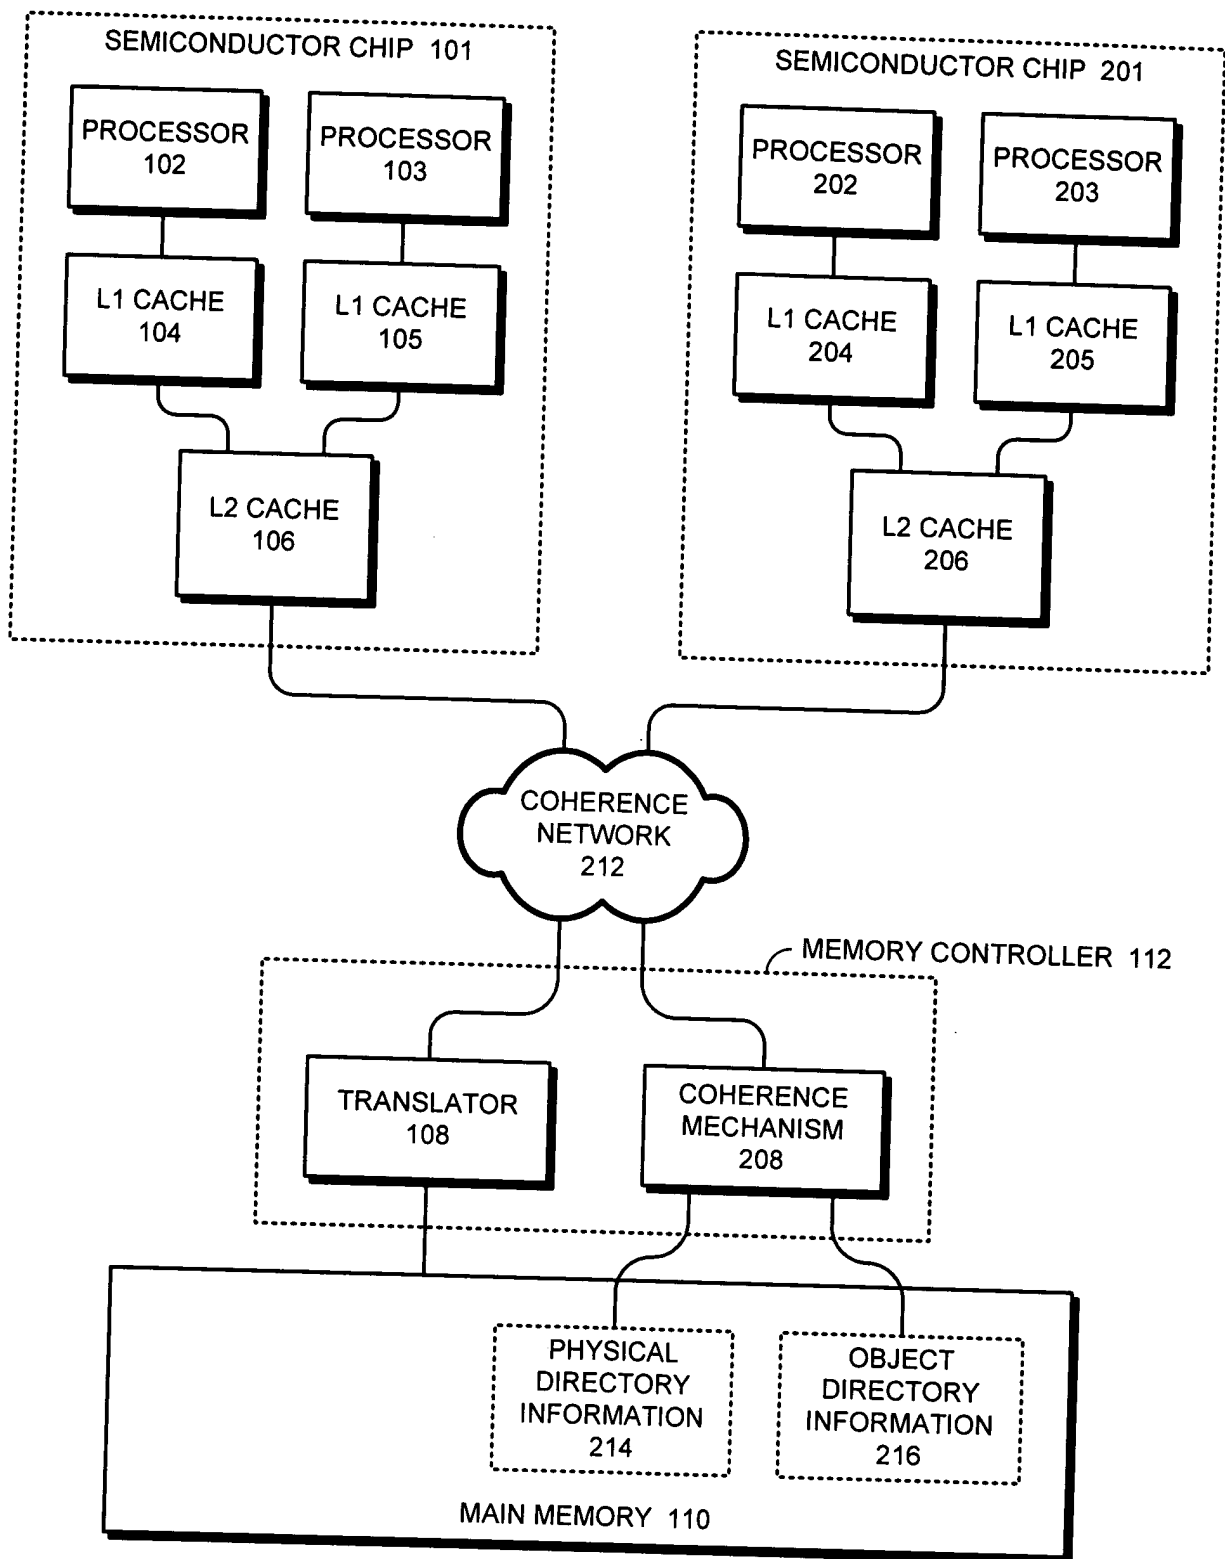 SEMICONDUCTOR CHIP 101
PROCESSOR
102
PROCESSOR
103
L1 CACHE
104
L1 CACHE
105
L2 CACHE
106
SEMICONDUCTOR CHIP 201
PROCESSOR
202
PROCESSOR
203
L1 CACHE
204
L1 CACHE
205
L2 CACHE
206
COHERENCE
NETWORK
212
MEMORY CONTROLLER 112
TRANSLATOR
108
COHERENCE
MECHANISM
208
PHYSICAL
DIRECTORY
INFORMATION
214
OBJECT
DIRECTORY
INFORMATION
216
MAIN MEMORY 110